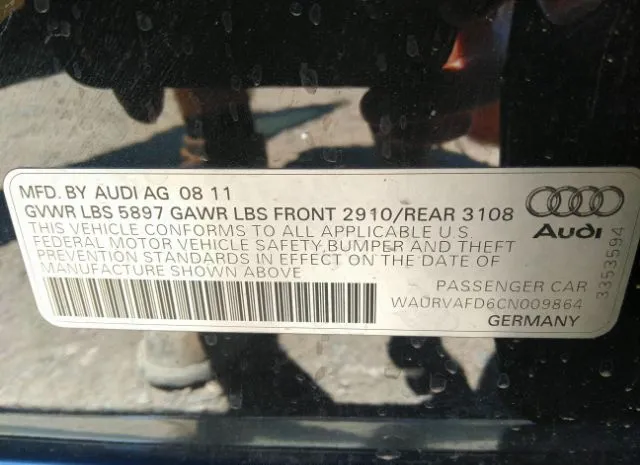 MFD. BY AUDI AG 08 11
GVWR LBS 5897 GAWR LBS FRONT 2910/REAR 3108
THIS VEHICLE CONFORMS TO ALL APPLICABLE U.S.
FEDERAL MOTOR VEHICLE SAFETY,BUMPER AND THEFT
PREVENTION STANDARDS IN EFFECT ON THE DATE OF
MANUFACTURE SHOWN ABOVE
Audi
PASSENGER CAR
WAURVAFD6CN009864
GERMANY
3353594